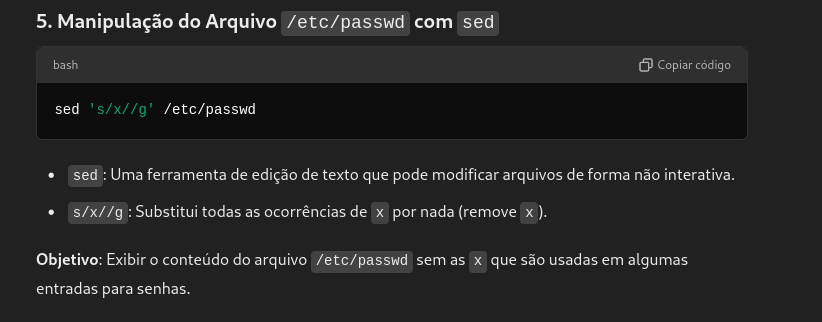 5. Manipulação do Arquivo /etc/passwd com sed
bash
Copiar código
sed 's/x//g' /etc/passwd
• sed: Uma ferramenta de edição de texto que pode modificar arquivos de forma não interativa.
• s/x//g: Substitui todas as ocorrências de x por nada (remove x).
Objetivo: Exibir o conteúdo do arquivo /etc/passwd sem as x que são usadas em algumas
entradas para senhas.